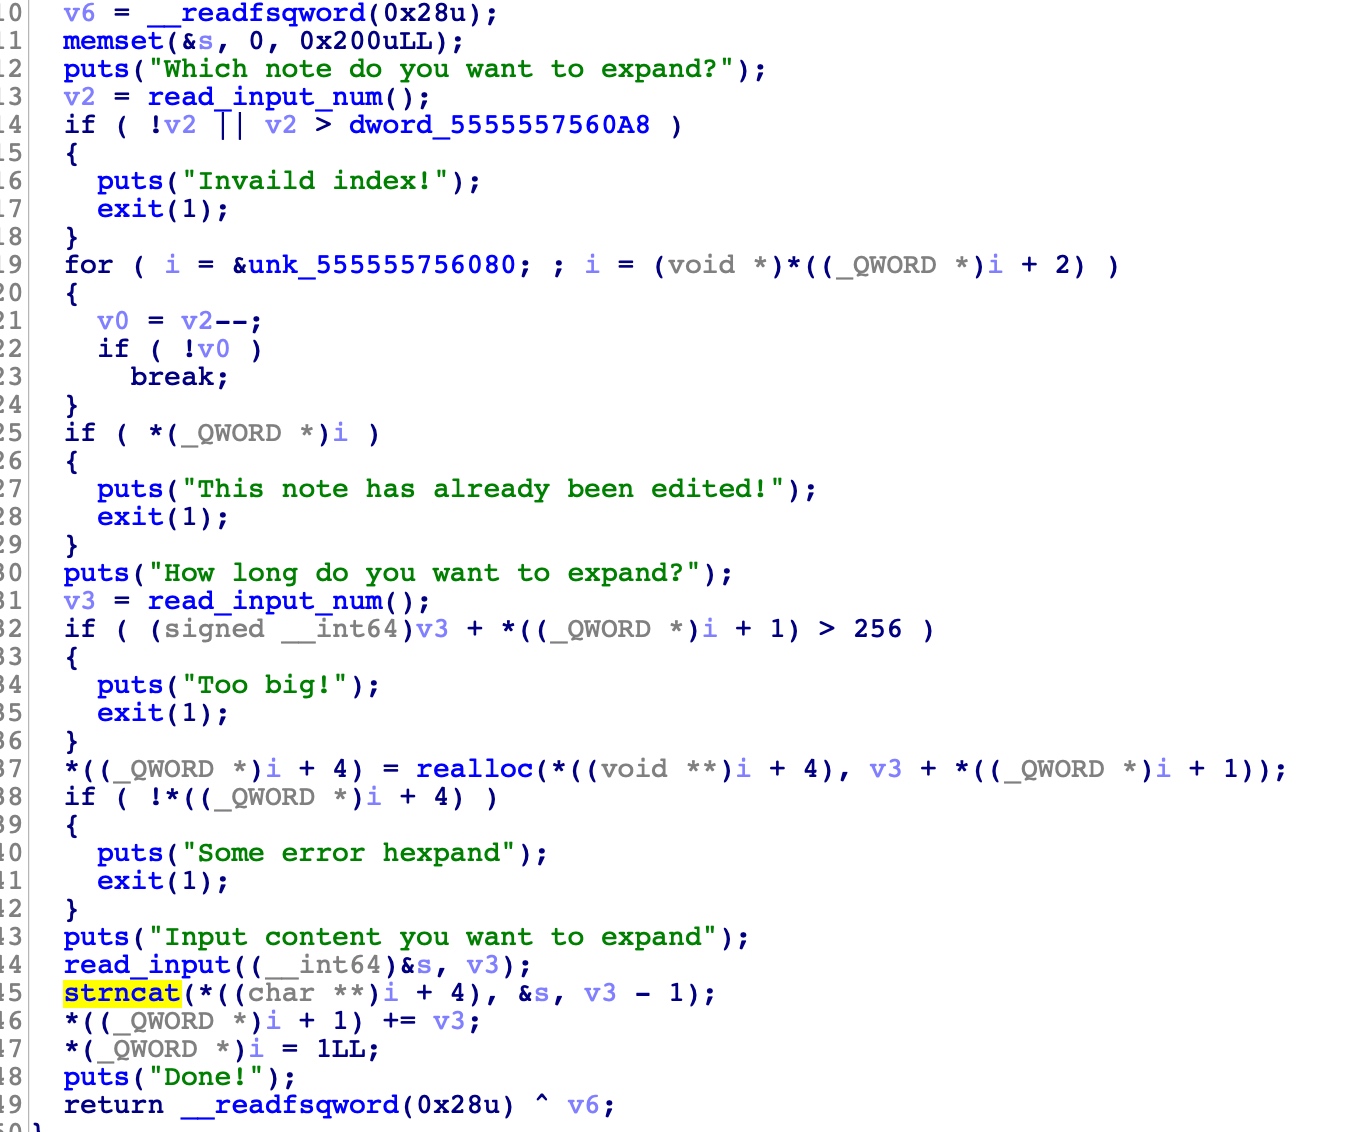 10 v6 = __readfsqword(0x28u);
11 memset(&s, 0, 0x200uLL);
12 puts("Which note do you want to expand?");
13 v2 = read_input_num();
14 if ( !v2 || v2 > dword_5555557560A8 )
15 {
16 puts("Invaild index!");
17 exit(1);
18 }
19 for ( i = &unk_555555756080; ; i = (void *)*((_QWORD *)i + 2) )
20 {
21 v0 = v2--;
22 if ( !v0 )
23 break;
24 }
25 if ( *(_QWORD *)i )
26 {
27 puts("This note has already been edited!");
28 exit(1);
29 }
30 puts("How long do you want to expand?");
31 v3 = read_input_num();
32 if ( (signed __int64)v3 + *((_QWORD *)i + 1) > 256 )
33 {
34 puts("Too big!");
35 exit(1);
36 }
37 *((_QWORD *)i + 4) = realloc(*((void **)i + 4), v3 + *((_QWORD *)i + 1));
38 if ( !*((_QWORD *)i + 4) )
39 {
40 puts("Some error hexpand");
41 exit(1);
42 }
43 puts("Input content you want to expand");
44 read_input((__int64)&s, v3);
45 strncat(*((char **)i + 4), &s, v3 - 1);
46 *((_QWORD *)i + 1) += v3;
47 *(_QWORD *)i = 1LL;
48 puts("Done!");
49 return __readfsqword(0x28u) ^ v6;
50 }